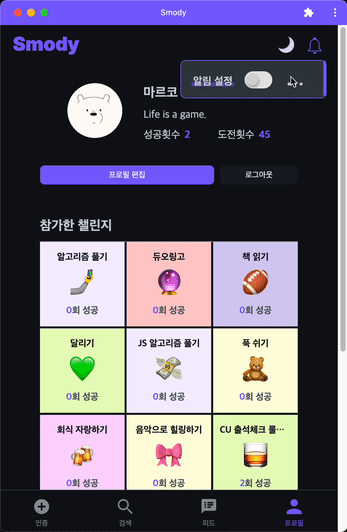 Smody
Smody
알림 설정
마르코
Life is a game.
성공횟수 2 도전횟수 45
프로필 편집 로그아웃
참가한 챌린지
알고리즘 풀기 듀오링고 책 읽기
0회 성공 0회 성공 0회 성공
달리기 JS 알고리즘 풀기 푹 쉬기
0회 성공 0회 성공 0회 성공
회식 자랑하기 음악으로 힐링하기 CU 출석체크 풀…
0회 성공 0회 성공 2회 성공
인증 검색 피드 프로필